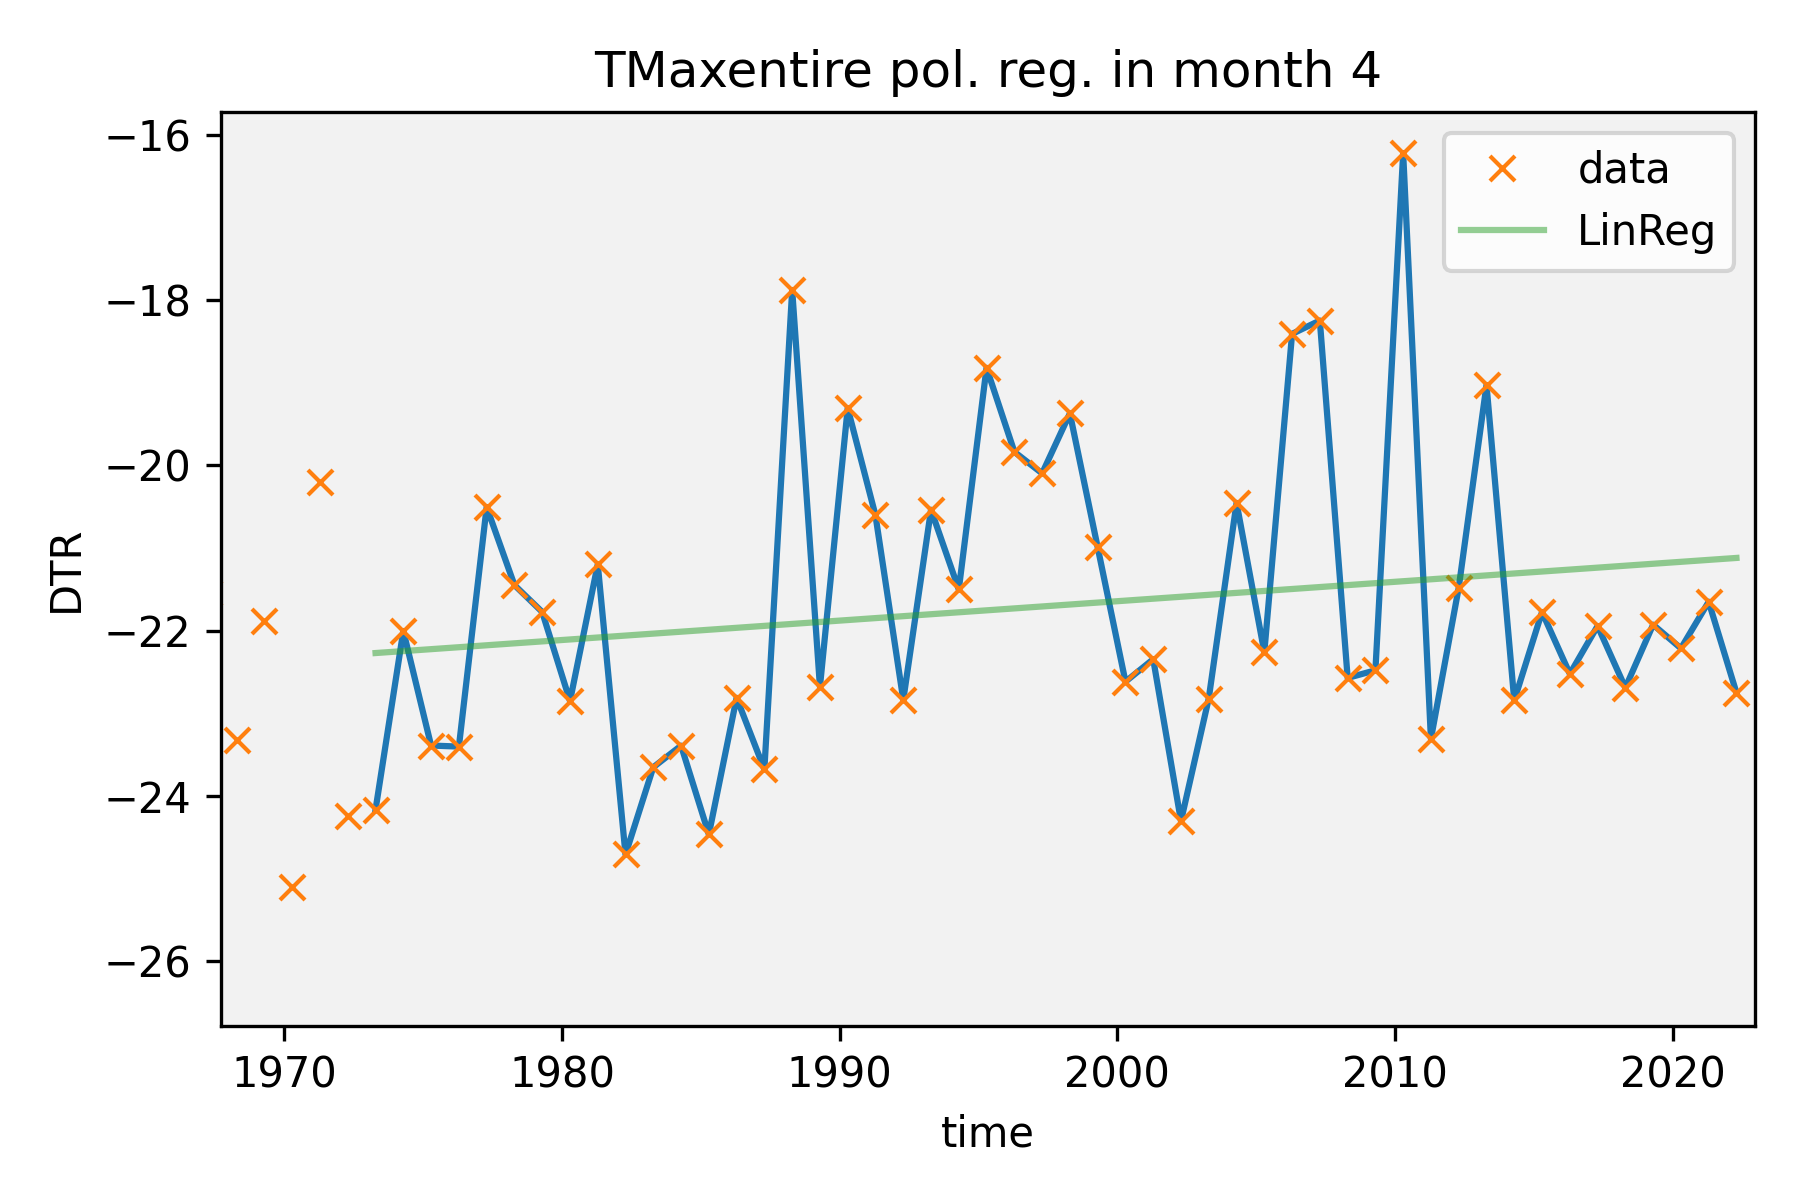 TMaxentire pol. reg. in month 4
data
LinReg
DTR
−16
−18
−20
−22
−24
−26
1970 1980 1990 2000 2010 2020
time